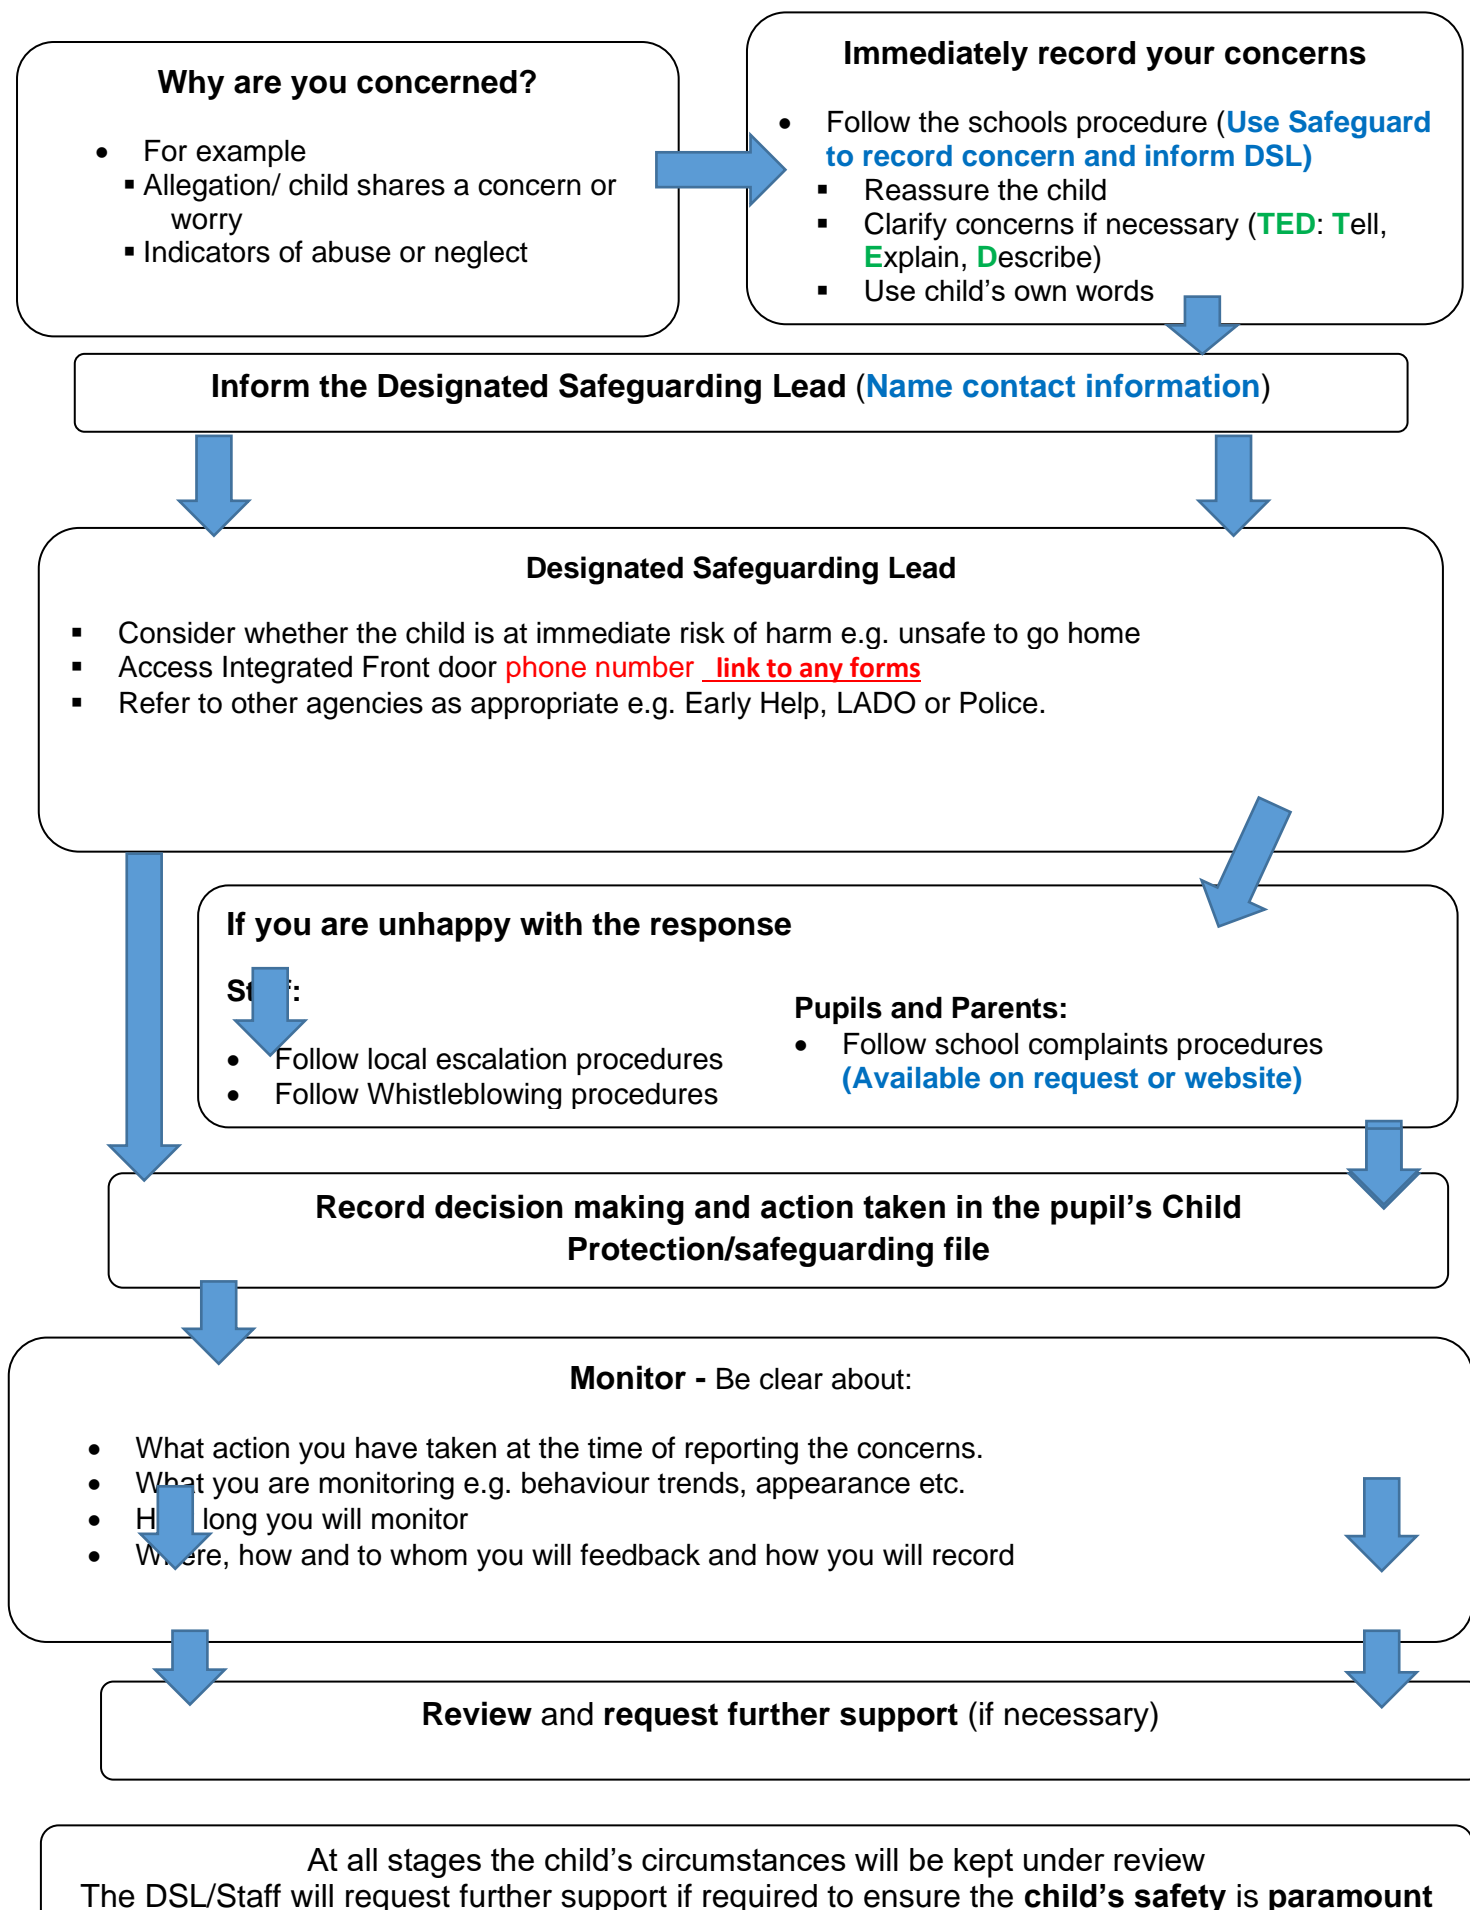 Why are you concerned?
• For example
▪ Allegation/ child shares a concern or
worry
▪ Indicators of abuse or neglect
Immediately record your concerns
• Follow the schools procedure (Use Safeguard
to record concern and inform DSL)
▪ Reassure the child
▪ Clarify concerns if necessary (TED: Tell,
Explain, Describe)
▪ Use child's own words
Inform the Designated Safeguarding Lead (Name contact information)
Designated Safeguarding Lead
▪ Consider whether the child is at immediate risk of harm e.g. unsafe to go home
▪ Access Integrated Front door phone number link to any forms
▪ Refer to other agencies as appropriate e.g. Early Help, LADO or Police.
If you are unhappy with the response
• Follow local escalation procedures
• Follow Whistleblowing procedures
Pupils and Parents:
• Follow school complaints procedures
(Available on request or website)
Record decision making and action taken in the pupil's Child
Protection/safeguarding file
Monitor - Be clear about:
• What action you have taken at the time of reporting the concerns.
• What you are monitoring e.g. behaviour trends, appearance etc.
• long you will monitor
• Where, how and to whom you will feedback and how you will record
Review and request further support (if necessary)
At all stages the child's circumstances will be kept under review
The DSL/Staff will request further support if required to ensure the child's safety is paramount